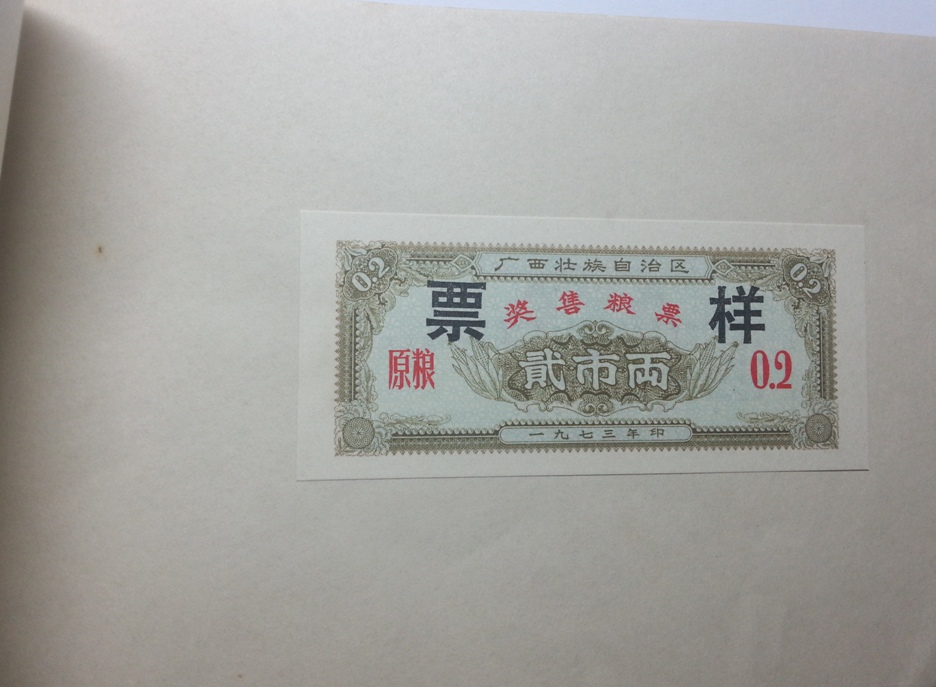 广西壮族自治区
0.2 0.2
票 样
奖售粮票
原粮 贰市两 0.2
一九七三年印